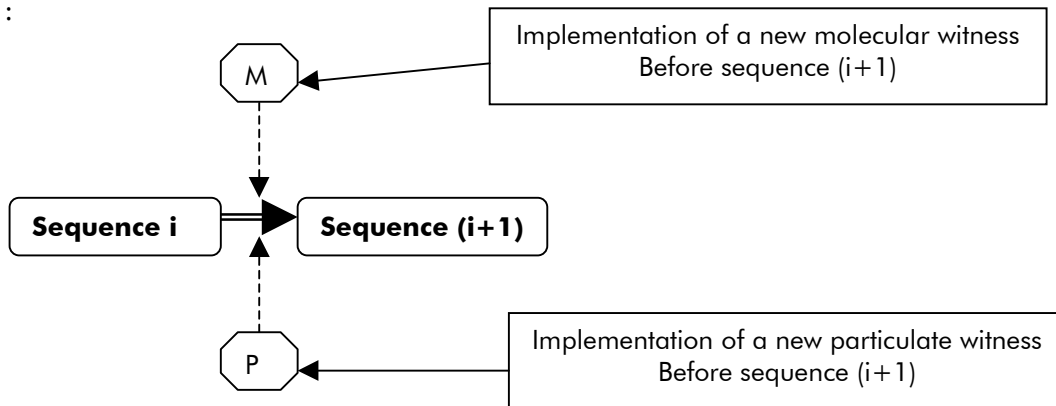 :
Implementation of a new molecular witness
Before sequence (i+1)
M
Sequence i
Sequence (i+1)
P
Implementation of a new particulate witness
Before sequence (i+1)